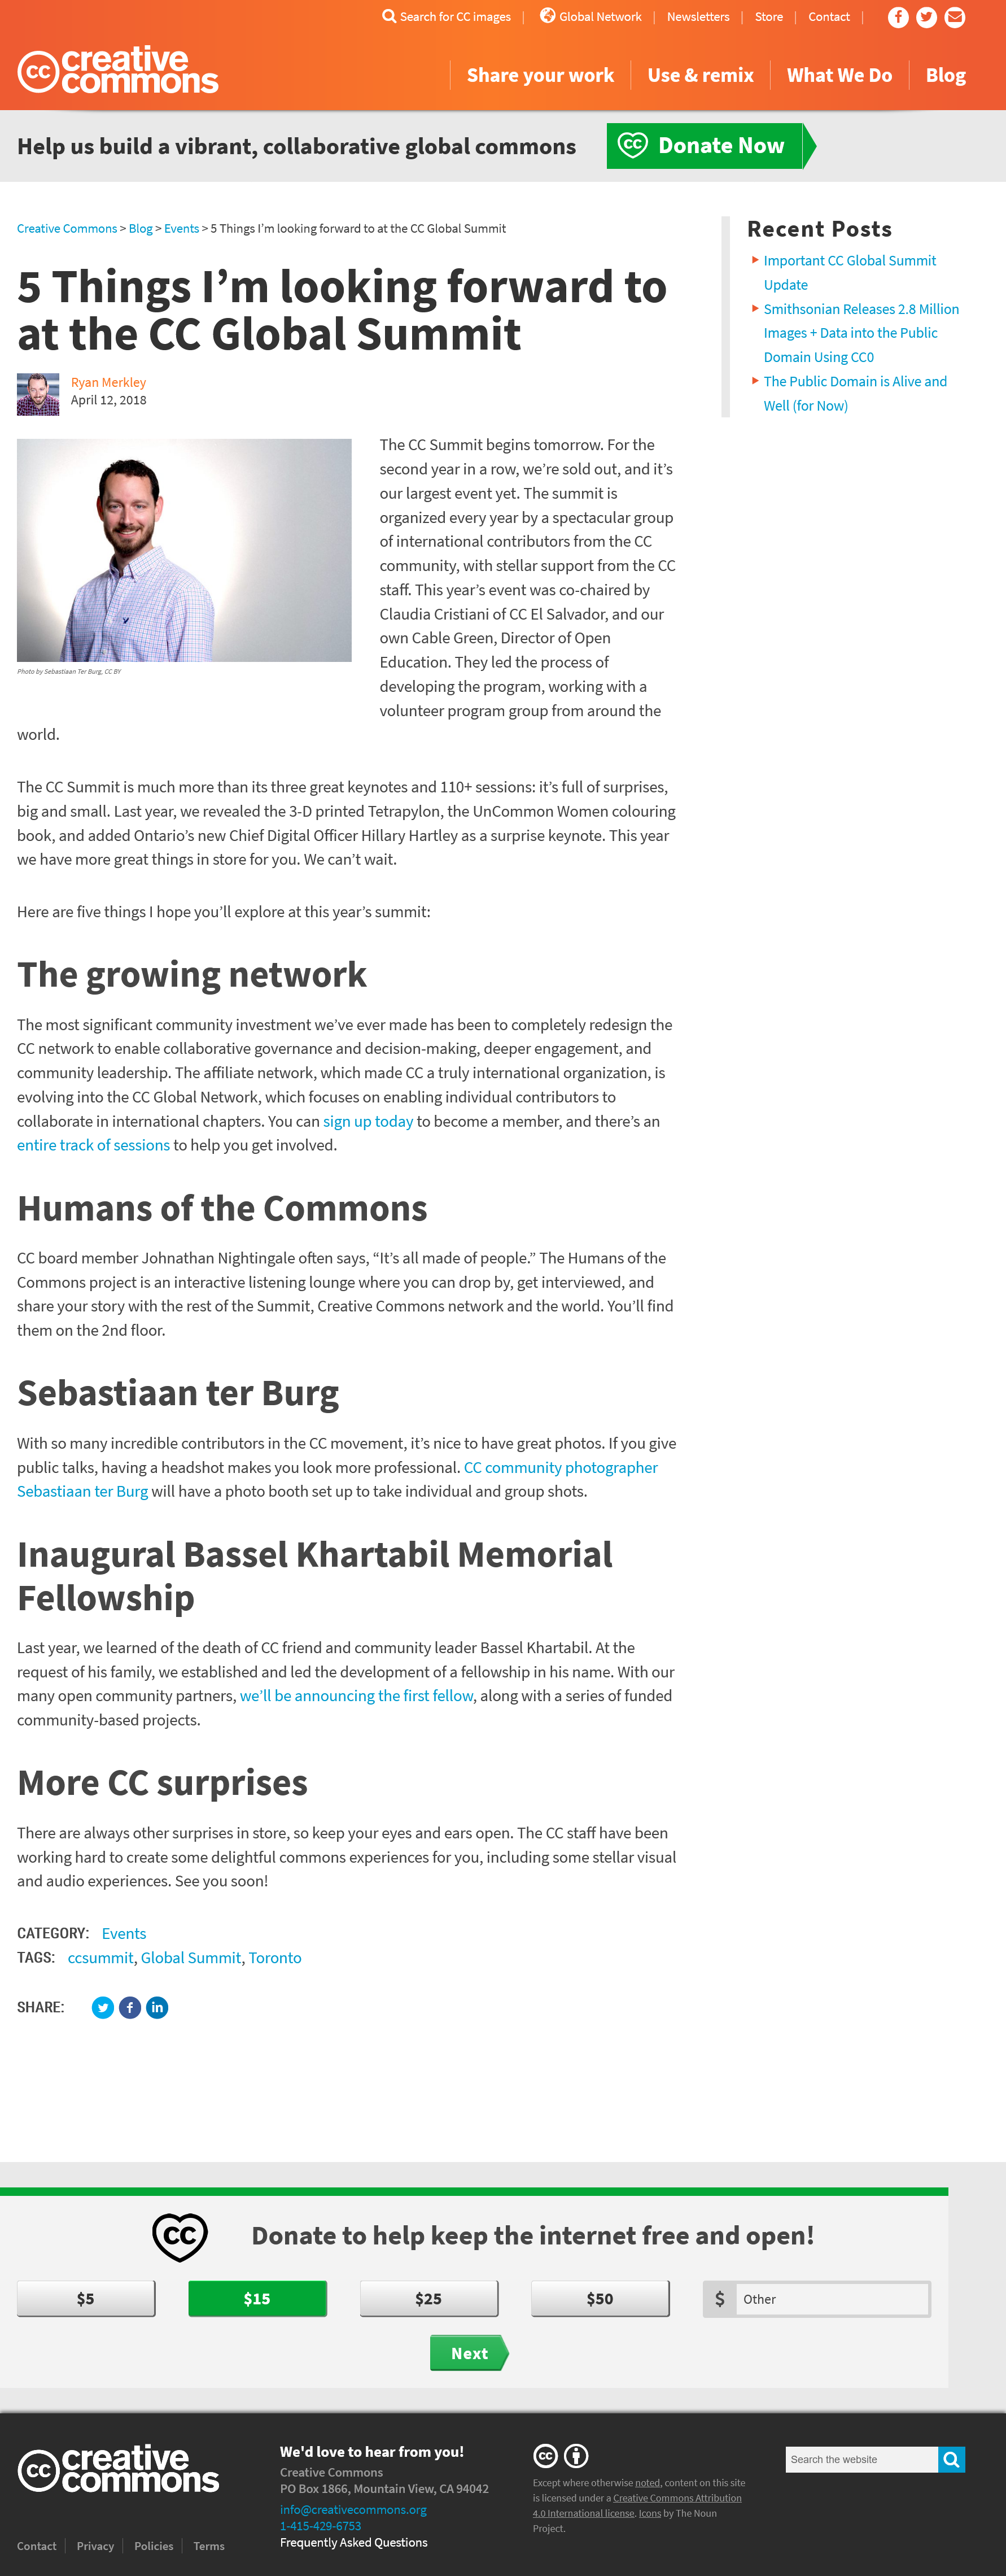 Search for CC images | Global Network | Newsletters | Store | Contact |
creative commons
cc
Share your work | Use & remix | What We Do | Blog
Help us build a vibrant, collaborative global commons
cc Donate Now
Creative Commons > Blog > Events > 5 Things I’m looking forward to at the CC Global Summit
5 Things I’m looking forward to
at the CC Global Summit
Ryan Merkley
April 12, 2018
Photo by Sebastiaan Ter Burg, CC BY
The CC Summit begins tomorrow. For the
second year in a row, we’re sold out, and it’s
our largest event yet. The summit is
organized every year by a spectacular group
of international contributors from the CC
community, with stellar support from the CC
staff. This year’s event was co-chaired by
Claudia Cristiani of CC El Salvador, and our
own Cable Green, Director of Open
Education. They led the process of
developing the program, working with a
volunteer program group from around the
world.
The CC Summit is much more than its three great keynotes and 110+ sessions: it’s full of surprises,
big and small. Last year, we revealed the 3-D printed Tetrapylon, the UnCommon Women colouring
book, and added Ontario’s new Chief Digital Officer Hillary Hartley as a surprise keynote. This year
we have more great things in store for you. We can’t wait.
Here are five things I hope you’ll explore at this year’s summit:
The growing network
The most significant community investment we’ve ever made has been to completely redesign the
CC network to enable collaborative governance and decision-making, deeper engagement, and
community leadership. The affiliate network, which made CC a truly international organization, is
evolving into the CC Global Network, which focuses on enabling individual contributors to
collaborate in international chapters. You can sign up today to become a member, and there’s an
entire track of sessions to help you get involved.
Humans of the Commons
CC board member Johnathan Nightingale often says, “It’s all made of people.” The Humans of the
Commons project is an interactive listening lounge where you can drop by, get interviewed, and
share your story with the rest of the Summit, Creative Commons network and the world. You’ll find
them on the 2nd floor.
Sebastiaan ter Burg
With so many incredible contributors in the CC movement, it’s nice to have great photos. If you give
public talks, having a headshot makes you look more professional. CC community photographer
Sebastiaan ter Burg will have a photo booth set up to take individual and group shots.
Inaugural Bassel Khartabil Memorial
Fellowship
Last year, we learned of the death of CC friend and community leader Bassel Khartabil. At the
request of his family, we established and led the development of a fellowship in his name. With our
many open community partners, we’ll be announcing the first fellow, along with a series of funded
community-based projects.
More CC surprises
There are always other surprises in store, so keep your eyes and ears open. The CC staff have been
working hard to create some delightful commons experiences for you, including some stellar visual
and audio experiences. See you soon!
CATEGORY: Events
TAGS: ccsummit, Global Summit, Toronto
SHARE:
Recent Posts
Important CC Global Summit
Update
Smithsonian Releases 2.8 Million
Images + Data into the Public
Domain Using CC0
The Public Domain is Alive and
Well (for Now)
cc Donate to help keep the internet free and open!
$5 $15 $25 $50 $ Other
Next
cc creative commons
Contact | Privacy | Policies | Terms
We'd love to hear from you!
Creative Commons
PO Box 1866, Mountain View, CA 94042
info@creativecommons.org
1-415-429-6753
Frequently Asked Questions
cc
Except where otherwise noted, content on this site
is licensed under a Creative Commons Attribution
4.0 International license. Icons by The Noun
Project.
Search the website